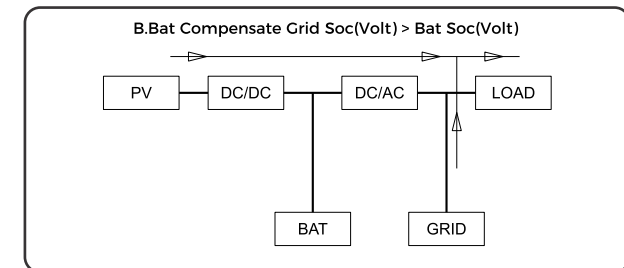 B.Bat Compensate Grid Soc(Volt) > Bat Soc(Volt)
PV DC/DC DC/AC LOAD
BAT GRID